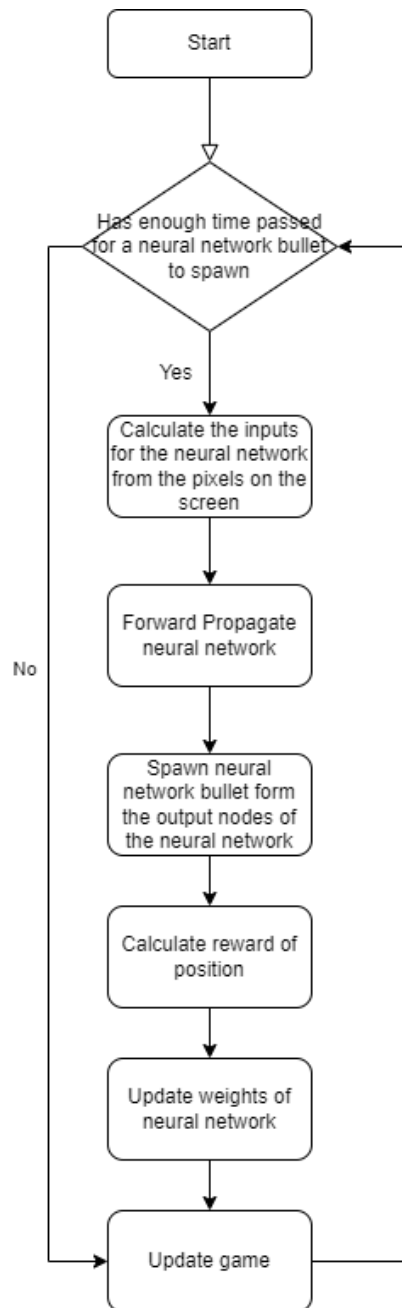 Start
Has enough time passed
for a neural network bullet
to spawn
Yes
Calculate the inputs
for the neural network
from the pixels on the
screen
Forward Propagate
neural network
No
Spawn neural
network bullet form
the output nodes of
the neural network
Calculate reward of
position
Update weights of
neural network
Update game